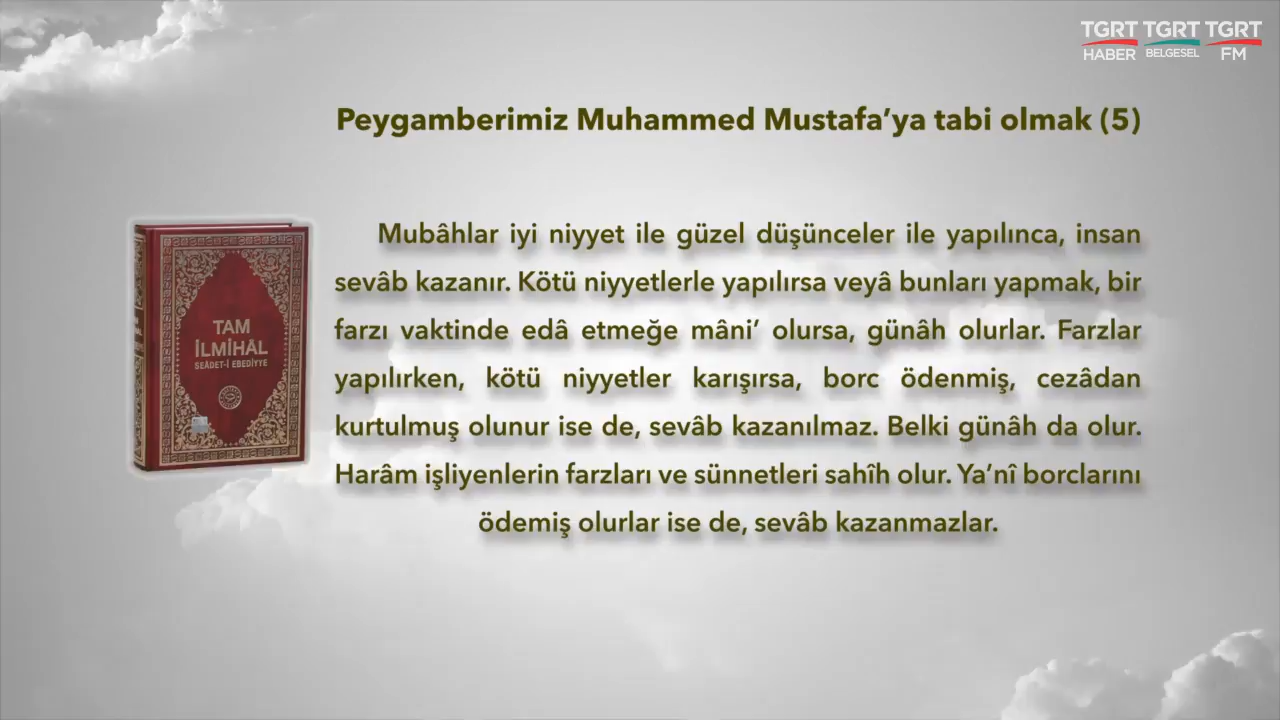 TGRT TGRT TGRT
HABER BELGESEL FM
Peygamberimiz Muhammed Mustafa’ya tabi olmak (5)
Mubâhlar iyi niyyet ile güzel düşünceler ile yapılınca, insan
sevâb kazanır. Kötü niyyetlerle yapılırsa veyâ bunları yapmak, bir
farzı vaktinde edâ etmeğe mâni’ olursa, günâh olurlar. Farzlar
yapılırken, kötü niyyetler karışırsa, borc ödenmiş, cezâdan
kurtulmuş olunur ise de, sevâb kazanılmaz. Belki günâh da olur.
Harâm işliyenlerin farzları ve sünnetleri sahîh olur. Ya’nî borclarını
ödemiş olurlar ise de, sevâb kazanmazlar.
TAM
İLMİHÂL
SEÂDET-İ EBEDİYYE